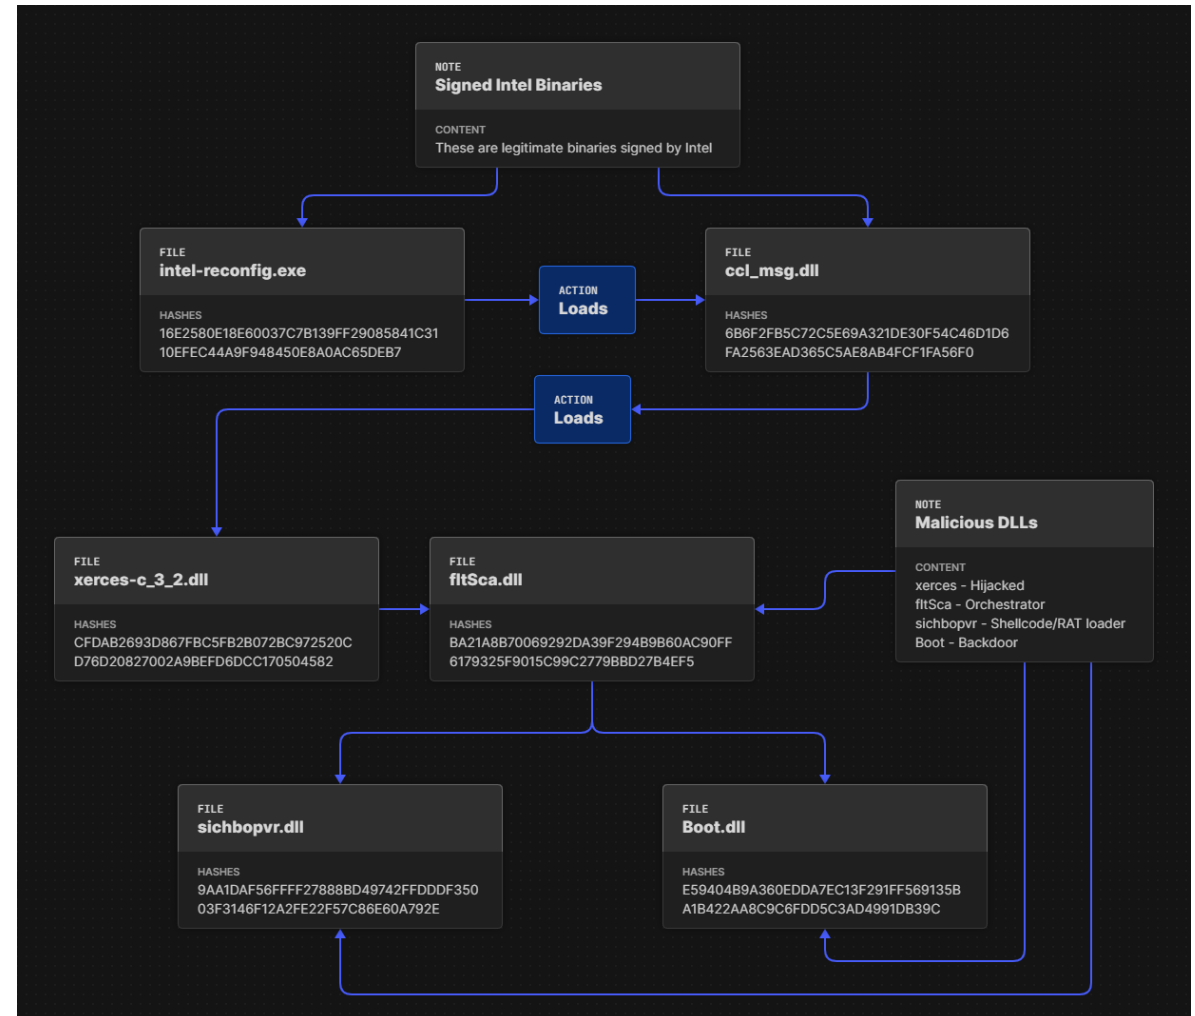 NOTE
Signed Intel Binaries
CONTENT
These are legitimate binaries signed by Intel
FILE
intel-reconfig.exe
HASHES
16E2580E18E60037C7B139FF29085841C31
10EFEC44A9F948450E8A0AC65DEB7
ACTION
Loads
FILE
ccl_msg.dll
HASHES
6B6F2FB5C72C5E69A321DE30F54C46D1D6
FA2563EAD365C5AE8AB4FCF1FA56F0
ACTION
Loads
NOTE
Malicious DLLs
CONTENT
xerces - Hijacked
fltSca - Orchestrator
sichbopvr - Shellcode/RAT loader
Boot - Backdoor
FILE
xerces-c_3_2.dll
HASHES
CFDAB2693D867FBC5FB2B072BC972520C
D76D20827002A9BEFD6DCC170504582
FILE
fltSca.dll
HASHES
BA21A8B70069292DA39F294B9B60AC90FF
6179325F9015C99C2779BBD27B4EF5
FILE
sichbopvr.dll
HASHES
9AA1DAF56FFFF27888BD49742FFDDDF350
03F3146F12A2FE22F57C86E60A792E
FILE
Boot.dll
HASHES
E59404B9A360EDDA7EC13F291FF569135B
A1B422AA8C9C6FDD5C3AD4991DB39C